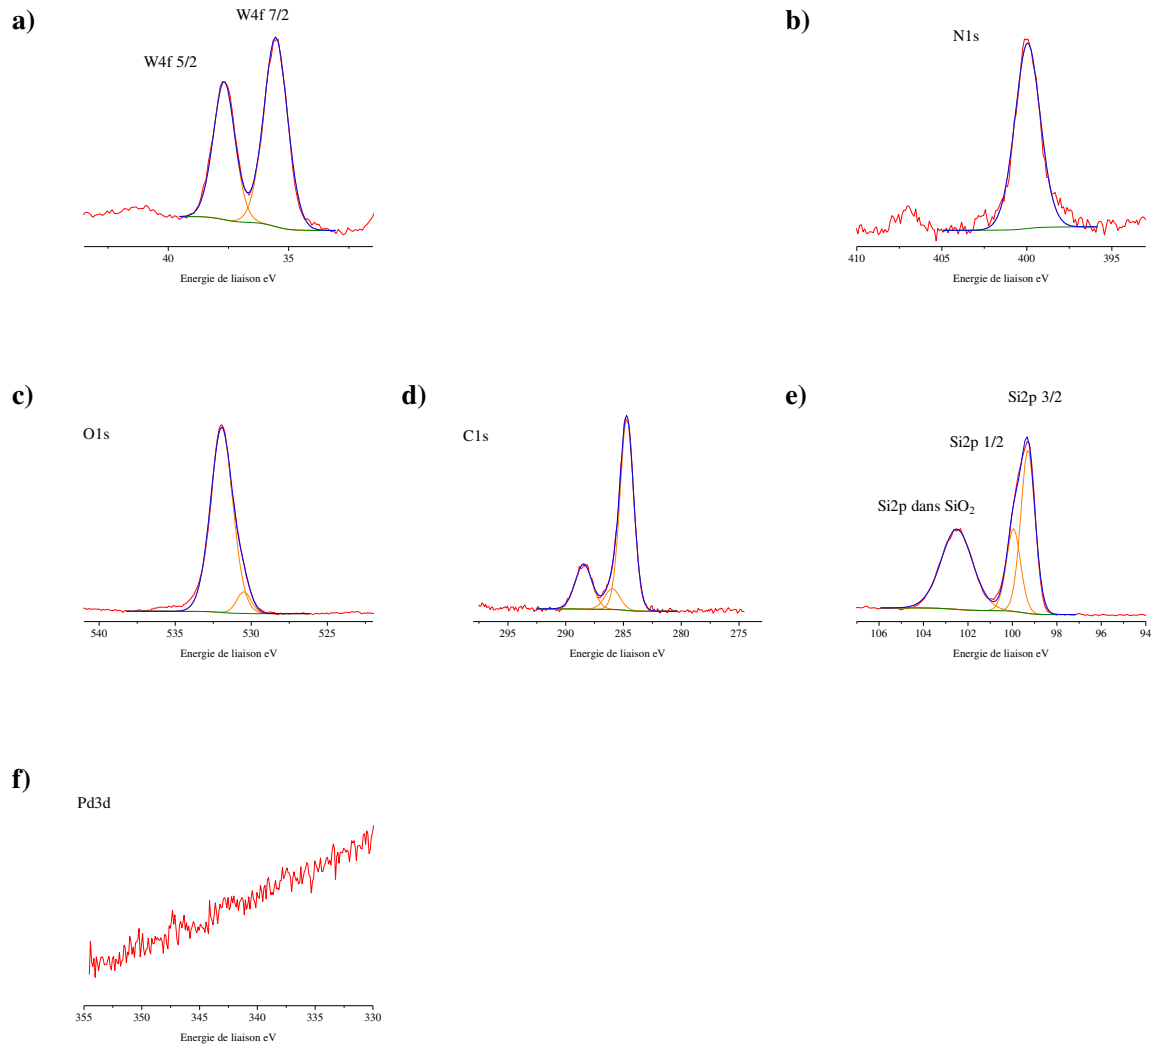 a)
W4f 7/2
W4f 5/2
40 35
Energie de liaison eV
b)
N1s
410 405 400 395
Energie de liaison eV
c)
O1s
540 535 530 525
Energie de liaison eV
d)
C1s
295 290 285 280 275
Energie de liaison eV
e)
Si2p 3/2
Si2p 1/2
Si2p dans SiO₂
106 104 102 100 98 96 94
Energie de liaison eV
f)
Pd3d
355 350 345 340 335 330
Energie de liaison eV